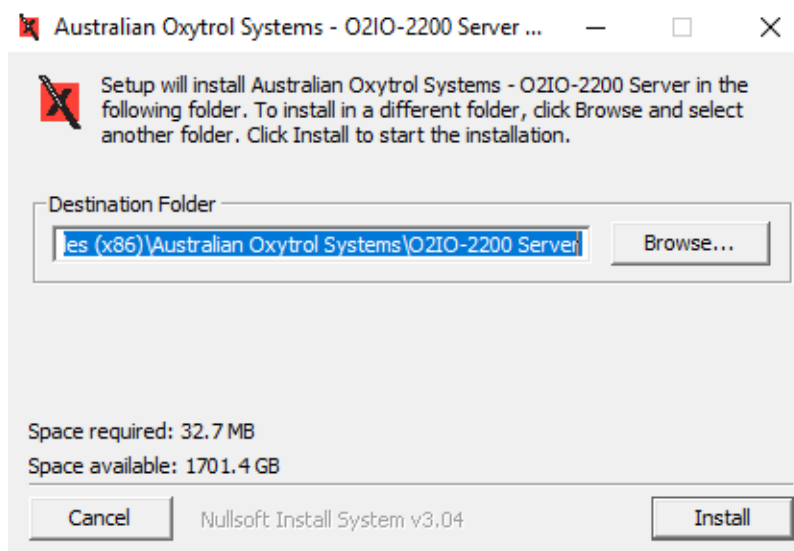 Australian Oxytrol Systems - O2IO-2200 Server ...
Setup will install Australian Oxytrol Systems - O2IO-2200 Server in the
following folder. To install in a different folder, click Browse and select
another folder. Click Install to start the installation.
Destination Folder
les (x86)\Australian Oxytrol Systems\O2IO-2200 Server
Browse...
Space required: 32.7 MB
Space available: 1701.4 GB
Cancel
Nullsoft Install System v3.04
Install